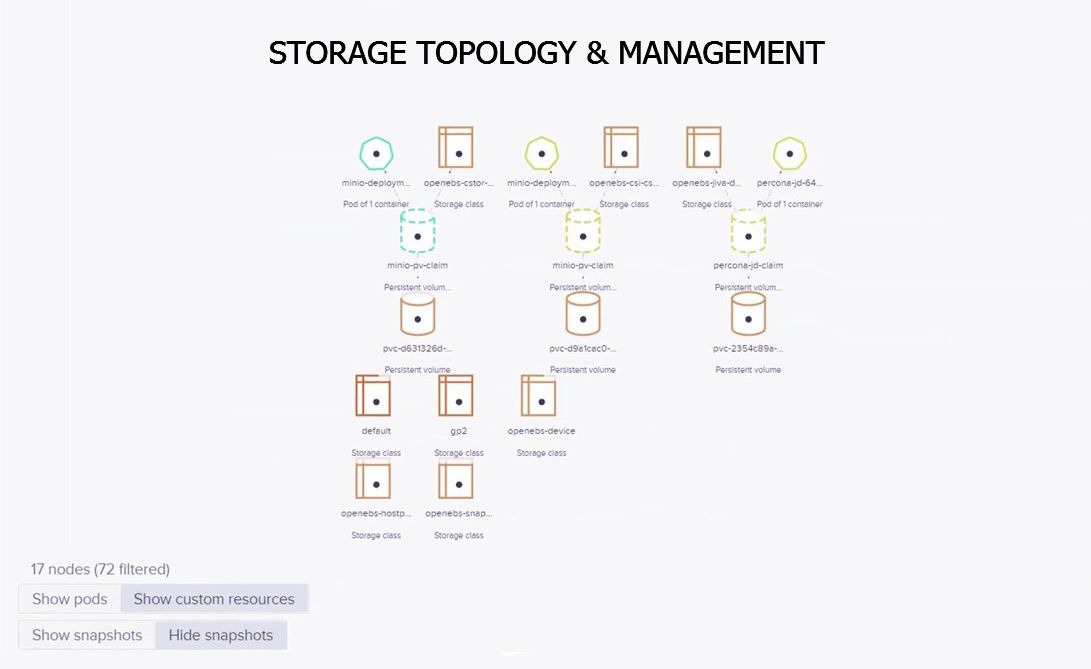 STORAGE TOPOLOGY & MANAGEMENT
minio-deploym... openebs-cstor-... minio-deploym... openebs-csi-cs... openebs-jiva-d... percona-jd-64...
Pod of 1 container Storage class Pod of 1 container Storage class Storage class Pod of 1 container
minio-pv-claim minio-pv-claim percona-jd-claim
Persistent volum... Persistent volum... Persistent volum...
pvc-d631326d-... pvc-d9a1cac0-... pvc-2354c89a-...
Persistent volume Persistent volume Persistent volume
default gp2 openebs-device
Storage class Storage class Storage class
openebs-hostp... openebs-snap...
Storage class Storage class
17 nodes (72 filtered)
Show pods Show custom resources
Show snapshots Hide snapshots